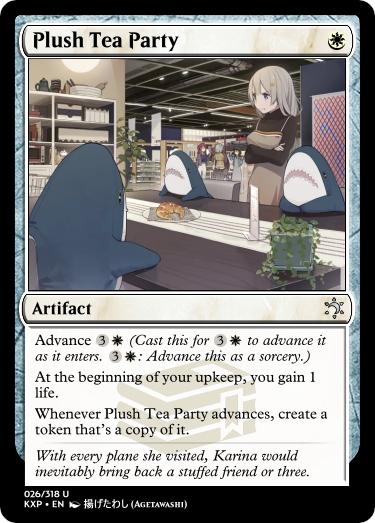 Plush Tea Party
Artifact
Advance 3 (Cast this for 3 to advance it
as it enters. 3 : Advance this as a sorcery.)
At the beginning of your upkeep, you gain 1
life.
Whenever Plush Tea Party advances, create a
token that's a copy of it.
With every plane she visited, Karina would
inevitably bring back a stuffed friend or three.
026/318 U
KXP • EN 揚げたわし (AGETAWASHI)